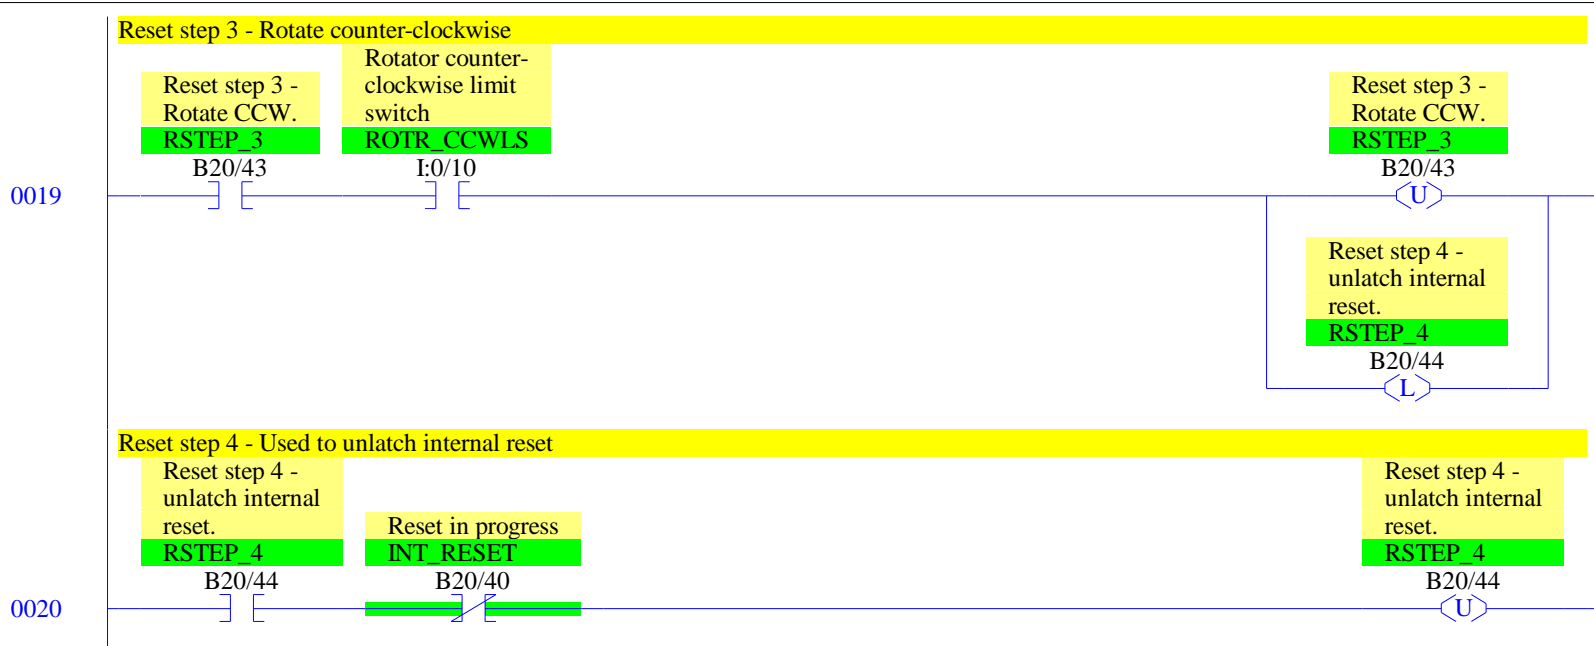 Reset step 3 - Rotate counter-clockwise
Reset step 3 -
Rotate CCW.
RSTEP_3
B20/43
Rotator counter-
clockwise limit
switch
ROTR_CCWLS
I:0/10
Reset step 3 -
Rotate CCW.
RSTEP_3
B20/43
0019
U
Reset step 4 -
unlatch internal
reset.
RSTEP_4
B20/44
L
Reset step 4 - Used to unlatch internal reset
Reset step 4 -
unlatch internal
reset.
RSTEP_4
B20/44
Reset in progress
INT_RESET
B20/40
Reset step 4 -
unlatch internal
reset.
RSTEP_4
B20/44
0020
U